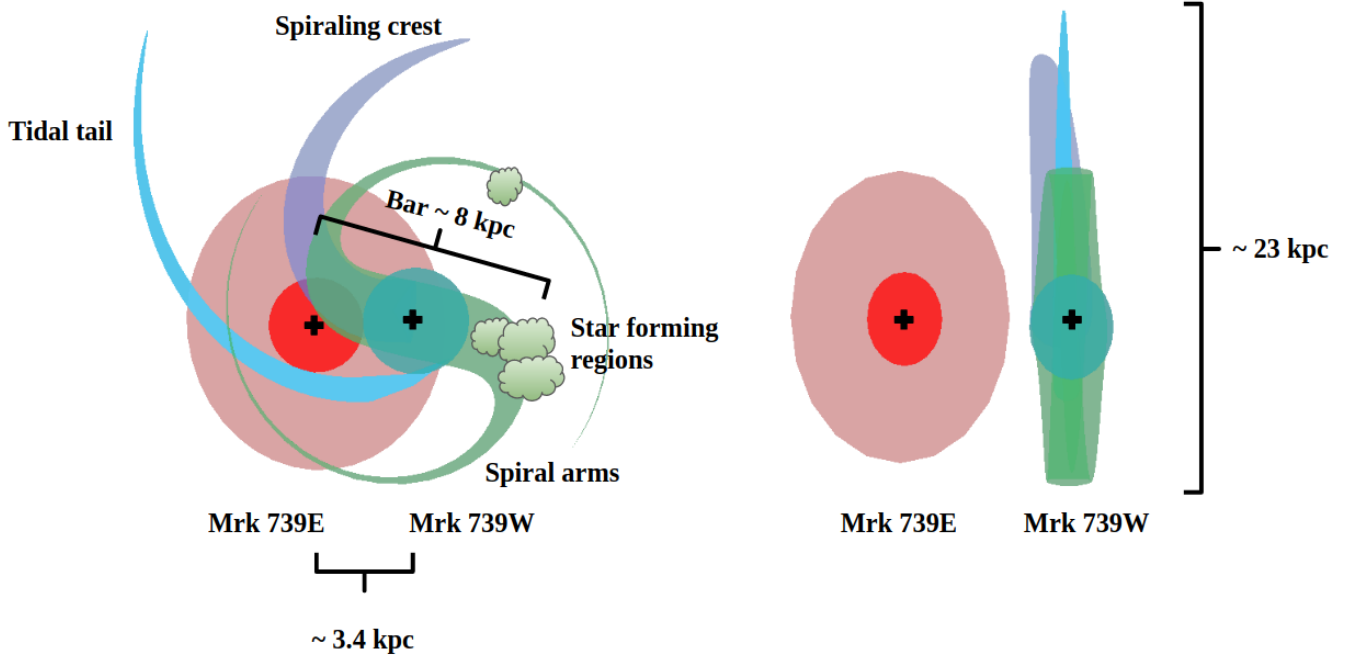 Spiraling crest
Tidal tail
Bar ~ 8 kpc
Star forming
regions
Spiral arms
Mrk 739E
Mrk 739W
~ 3.4 kpc
~ 23 kpc
Mrk 739E
Mrk 739W